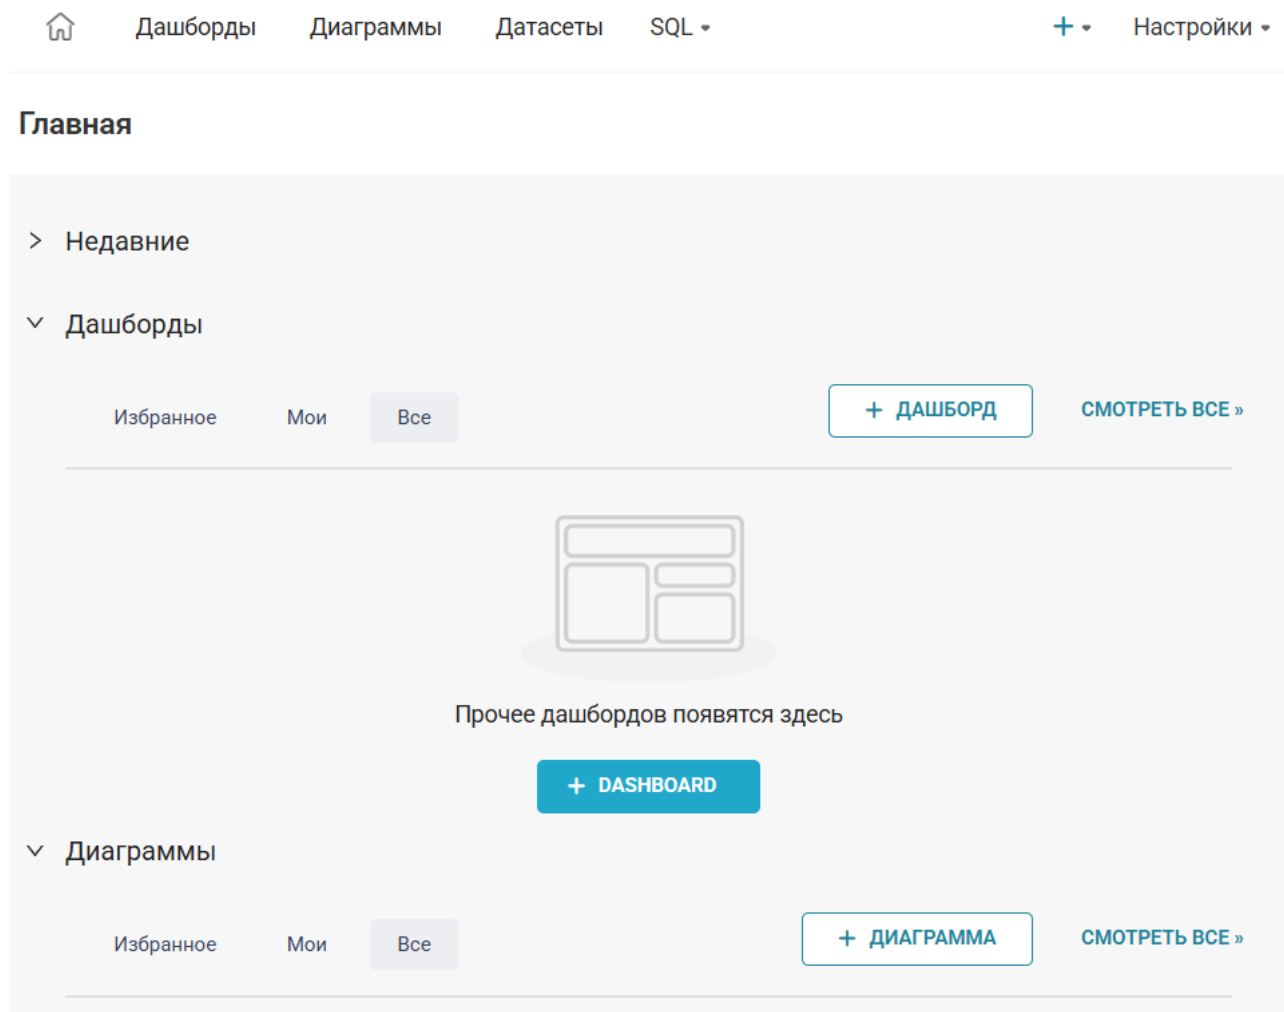 Дашборды Диаграммы Датасеты SQL + Настройки
Главная
> Недавние
Дашборды
Избранное Мои Все + ДАШБОРД СМОТРЕТЬ ВСЕ »
Прочее дашбордов появятся здесь
+ DASHBOARD
Диаграммы
Избранное Мои Все + ДИАГРАММА СМОТРЕТЬ ВСЕ »